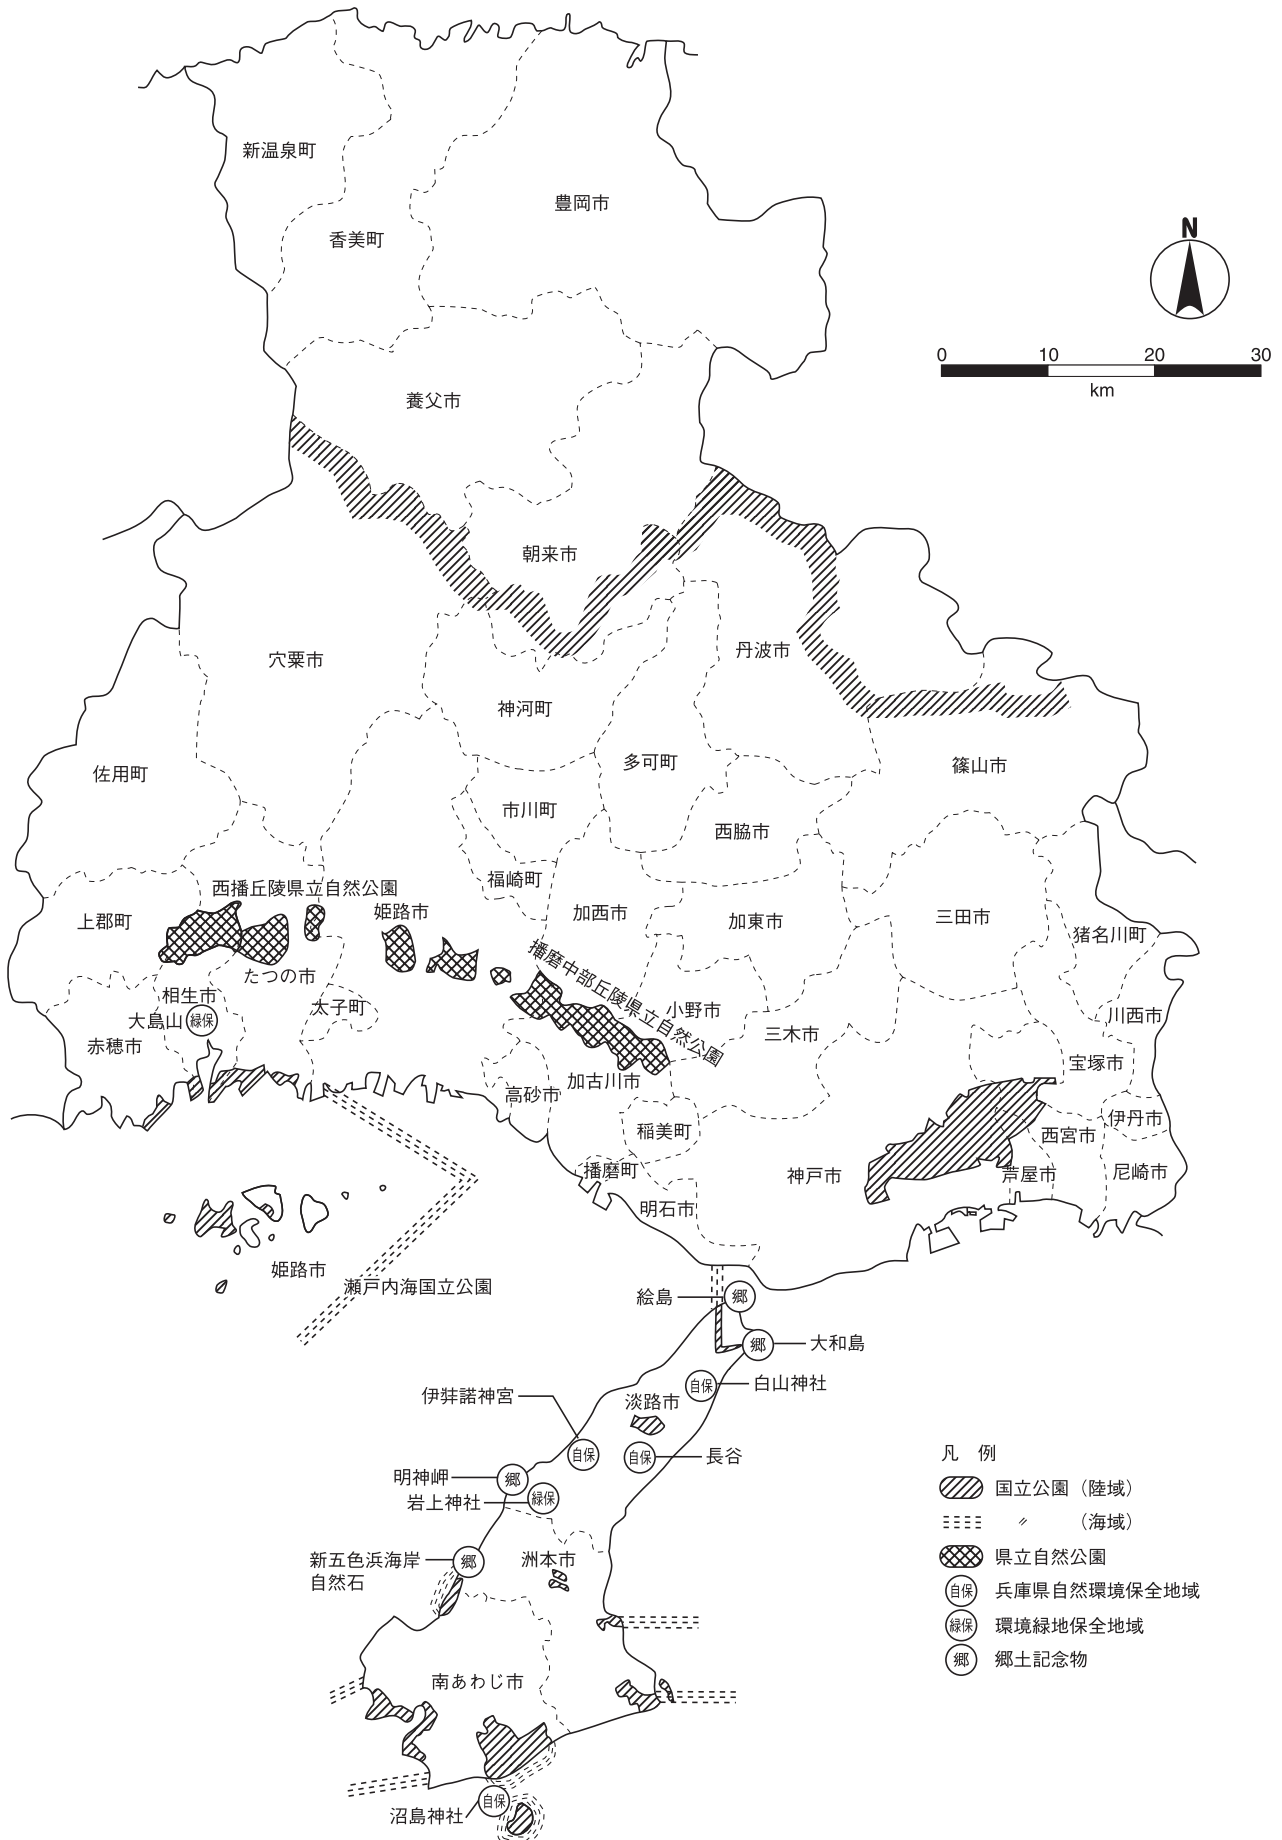 新温泉町
豊岡市
香美町
N
0 10 20 30
km
養父市
朝来市
穴粟市
丹波市
神河町
佐用町
多可町
篠山市
市川町
西脇市
福崎町
西播丘陵県立自然公園
上郡町
姫路市
加西市
加東市
三田市
猪名川町
播磨中部丘陵県立自然公園
たつの市
相生市
太子町
小野市
大島山
緑保
川西市
赤穂市
三木市
宝塚市
加古川市
高砂市
伊丹市
稲美町
西宮市
播磨町
神戸市
芦屋市
尼崎市
明石市
姫路市
瀬戸内海国立公園
絵島
郷
郷
大和島
自保
白山神社
伊弉諾神宮
淡路市
自保
自保
長谷
明神岬
郷
岩上神社
緑保
新五色浜海岸
自然石
郷
洲本市
南あわじ市
沼島神社
自保
凡 例
国立公園（陸域）
〃 （海域）
県立自然公園
自保 兵庫県自然環境保全地域
緑保 環境緑地保全地域
郷 郷土記念物